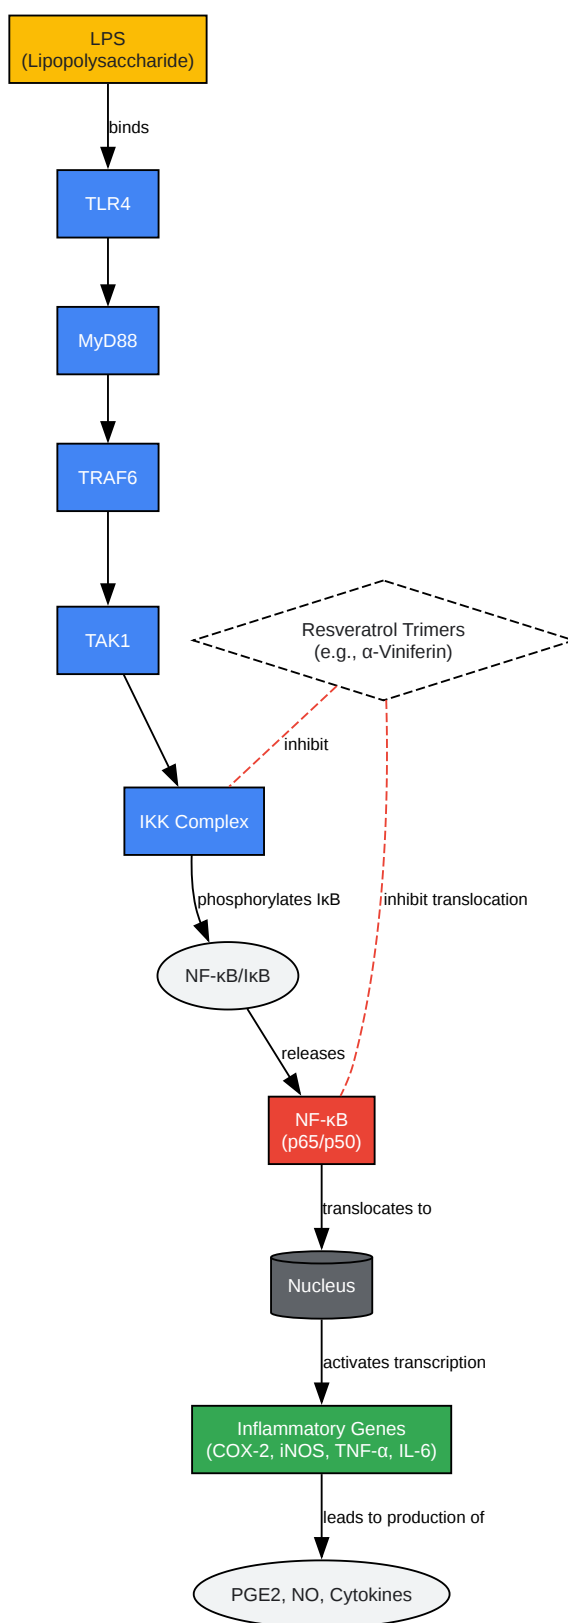 LPS
(Lipopolysaccharide)
binds
TLR4
MyD88
TRAF6
TAK1
Resveratrol Trimers
(e.g., α-Viniferin)
inhibit
IKK Complex
phosphorylates IκB
inhibit translocation
NF-κB/IκB
releases
NF-κB
(p65/p50)
translocates to
Nucleus
activates transcription
Inflammatory Genes
(COX-2, iNOS, TNF-α, IL-6)
leads to production of
PGE2, NO, Cytokines